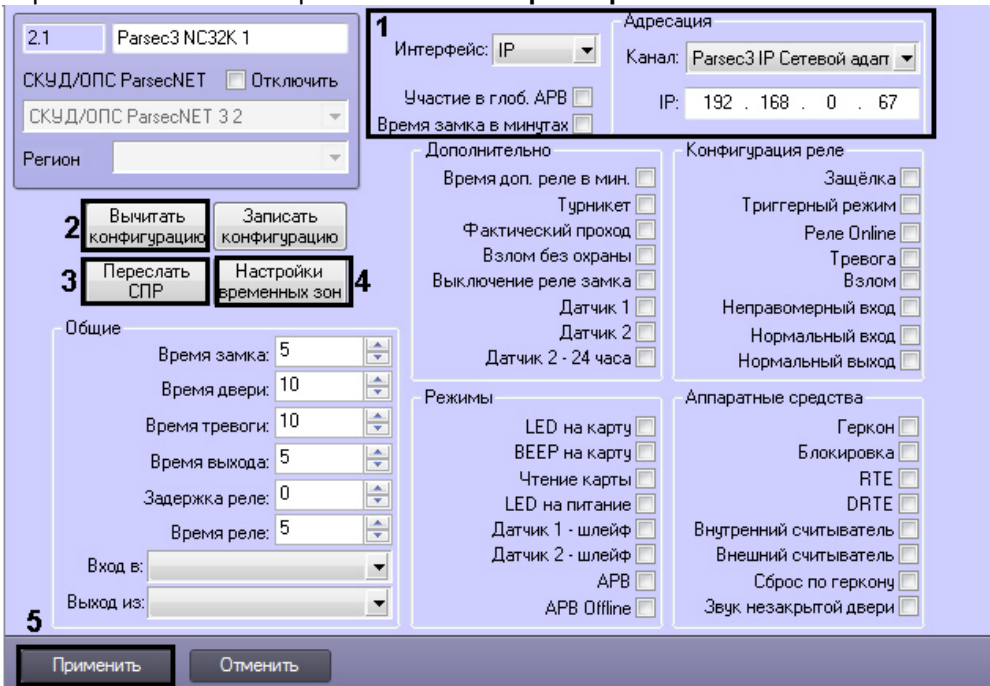 2.1 Parsec3 NC32K 1
СКУД/ОПС ParsecNET Отключить
СКУД/ОПС ParsecNET 3 2
Регион
1
Интерфейс: IP
Участие в глоб. APB
Время замка в минутах
Адресация
Канал: Parsec3 IP Сетевой адап
IP: 192 . 168 . 0 . 67
2
Вычитать
конфигурацию
Записать
конфигурацию
3
Переслать
СПР
Настройки
временных зон
4
Общие
Время замка: 5
Время двери: 10
Время тревоги: 10
Время выхода: 5
Задержка реле: 0
Время реле: 5
Вход в:
Выход из:
Дополнительно
Время доп. реле в мин.
Турникет
Фактический проход
Взлом без охраны
Выключение реле замка
Датчик 1
Датчик 2
Датчик 2 - 24 часа
Конфигурация реле
Защёлка
Триггерный режим
Реле Online
Тревога
Взлом
Неправомерный вход
Нормальный вход
Нормальный выход
Режимы
LED на карту
BEEP на карту
Чтение карты
LED на питание
Датчик 1 - шлейф
Датчик 2 - шлейф
APB
APB Offline
Аппаратные средства
Геркон
Блокировка
RTE
DRTE
Внутренний считыватель
Внешний считыватель
Сброс по геркону
Звук незакрытой двери
5
Применить
Отменить